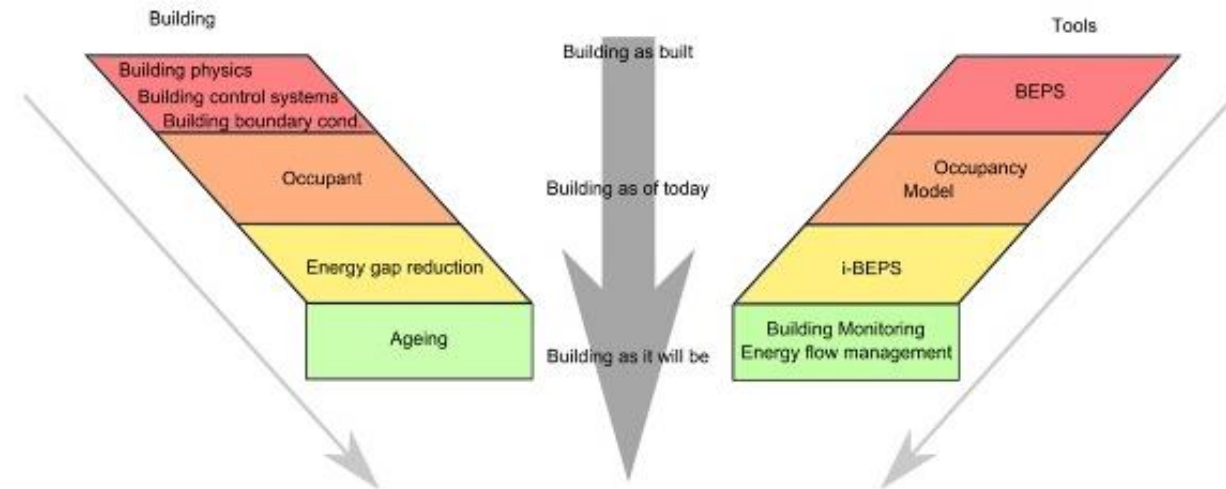 Building
Tools
Building as built
Building physics
Building control systems
Building boundary cond.
BEPS
Occupant
Building as of today
Occupancy
Model
Energy gap reduction
i-BEPS
Ageing
Building as it will be
Building Monitoring
Energy flow management